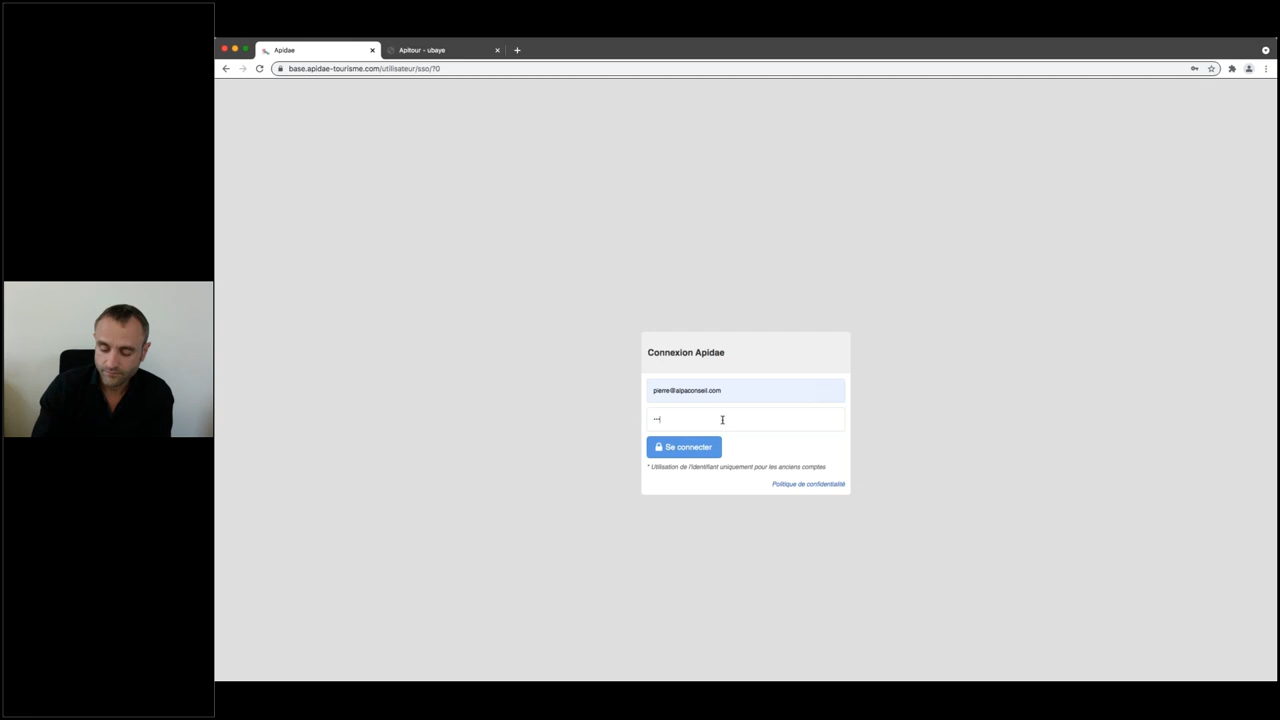 Apidae
Apitour - ubaye
base.apidae-tourisme.com/utilisateur/sso/?0
Connexion Apidae
pierre@alpaconseil.com
Se connecter
* Utilisation de l'identifiant uniquement pour les anciens comptes
Politique de confidentialité